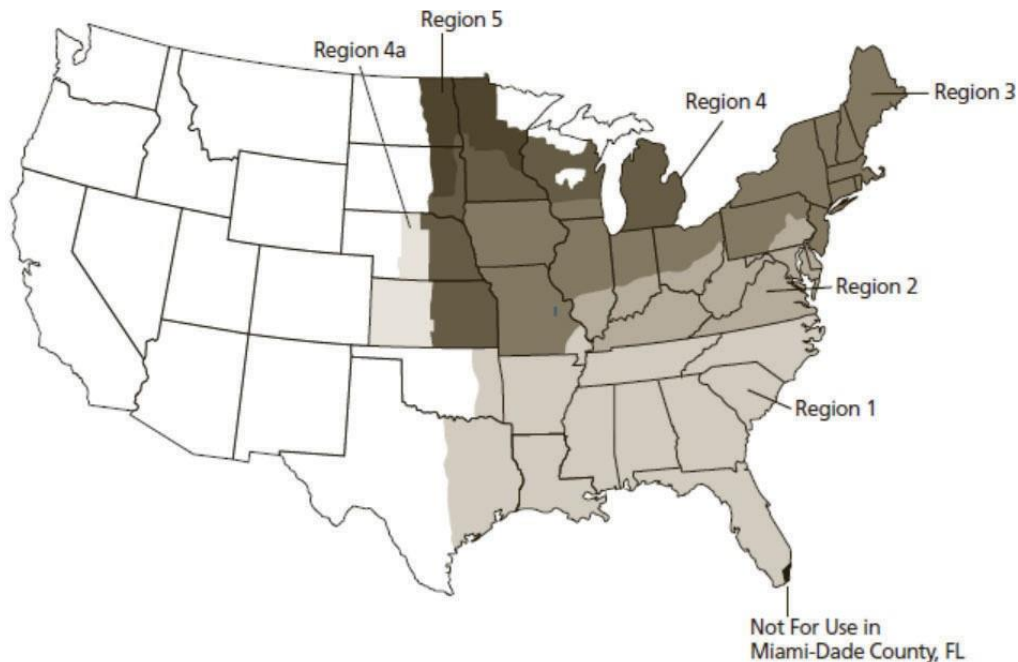 Region 5
Region 4a
Region 4
Region 3
Region 2
Region 1
Not For Use in
Miami-Dade County, FL